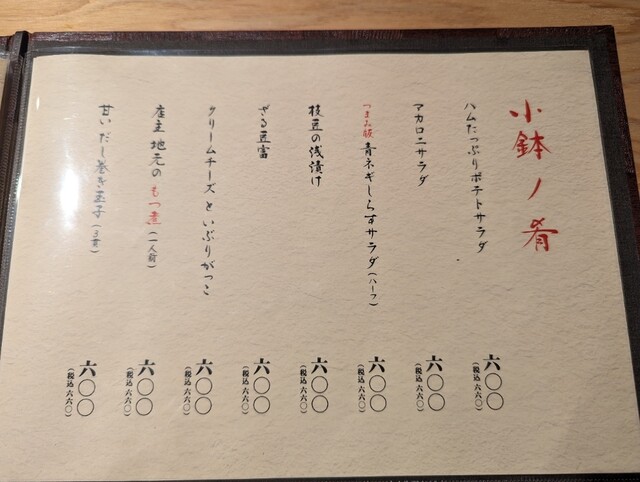 小鉢ノ肴
ハムたっぷりポテトサラダ
六〇〇
(税込 六六〇)
マカロニサラダ
六〇〇
(税込 六六〇)
つまみ版 青ネギしらすサラダ(ハーフ)
六〇〇
(税込 六六〇)
枝豆の浅漬け
六〇〇
(税込 六六〇)
ざる豆富
六〇〇
(税込 六六〇)
クリームチーズといぶりがっこ
六〇〇
(税込 六六〇)
店主 地元の もつ煮(一人前)
六〇〇
(税込 六六〇)
甘い だし巻き玉子(3貫)
六〇〇
(税込 六六〇)